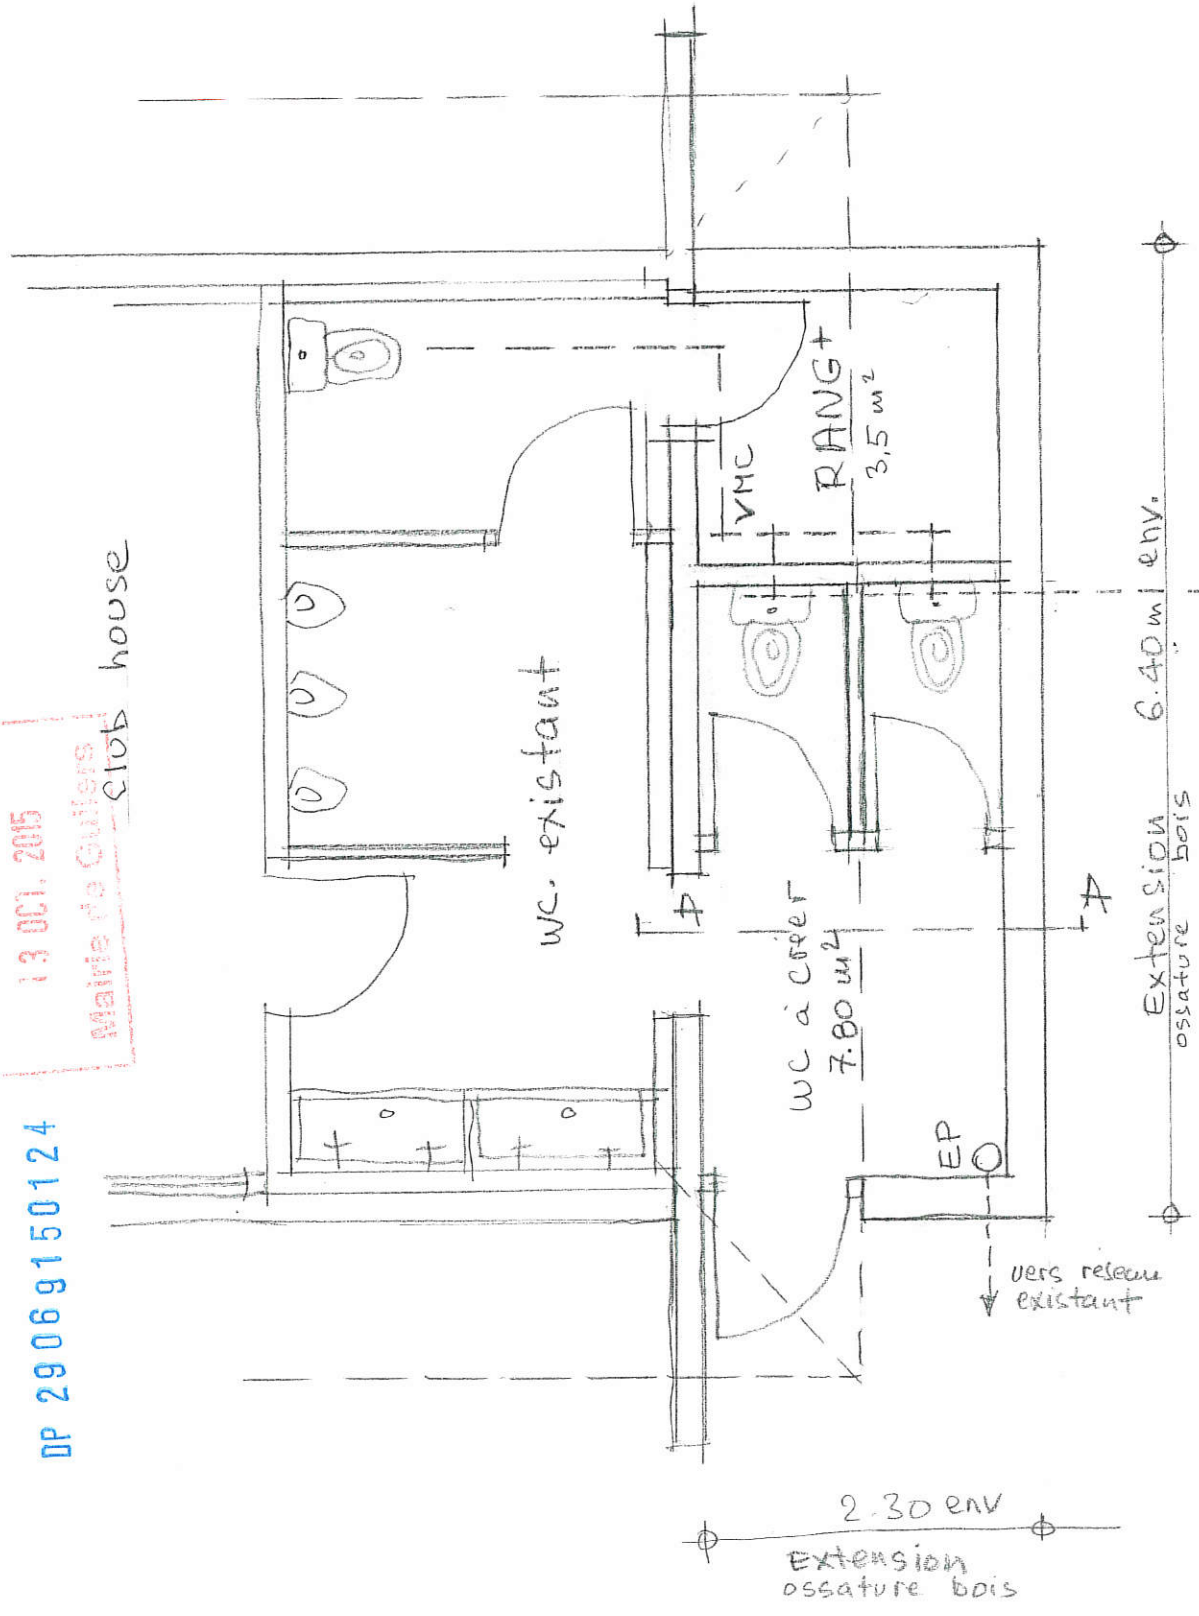 DP 29069150124
13 OCT. 2015
Mairie de Guilers
Club house
WC. existant
VMC
RANG+
3,5 m²
WC à créer
7.80 m²
A
A
EP
vers réseau
existant
Extension 6.40 m env.
ossature bois
2.30 env
Extension
ossature bois